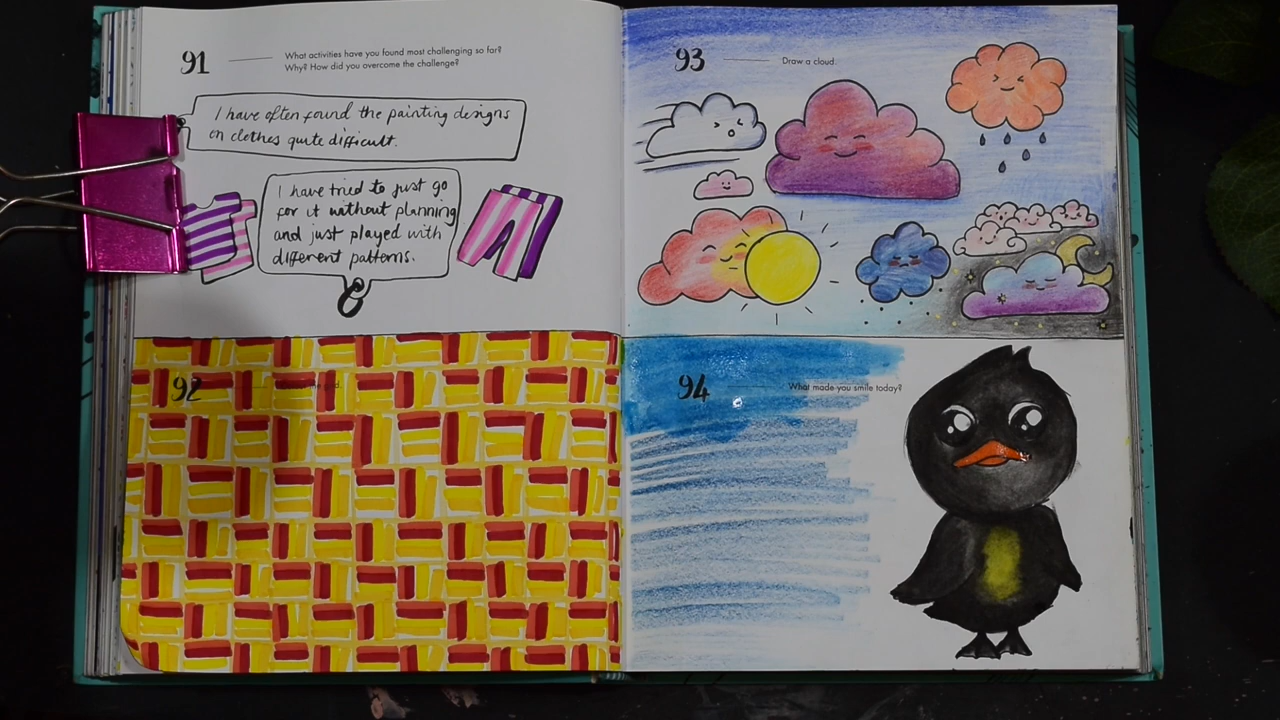 91
What activities have you found most challenging so far?
Why? How did you overcome the challenge?
I have often found the painting designs
on clothes quite difficult.
I have tried to just go
for it without planning
and just played with
different patterns.
92
93
Draw a cloud.
94
What made you smile today?